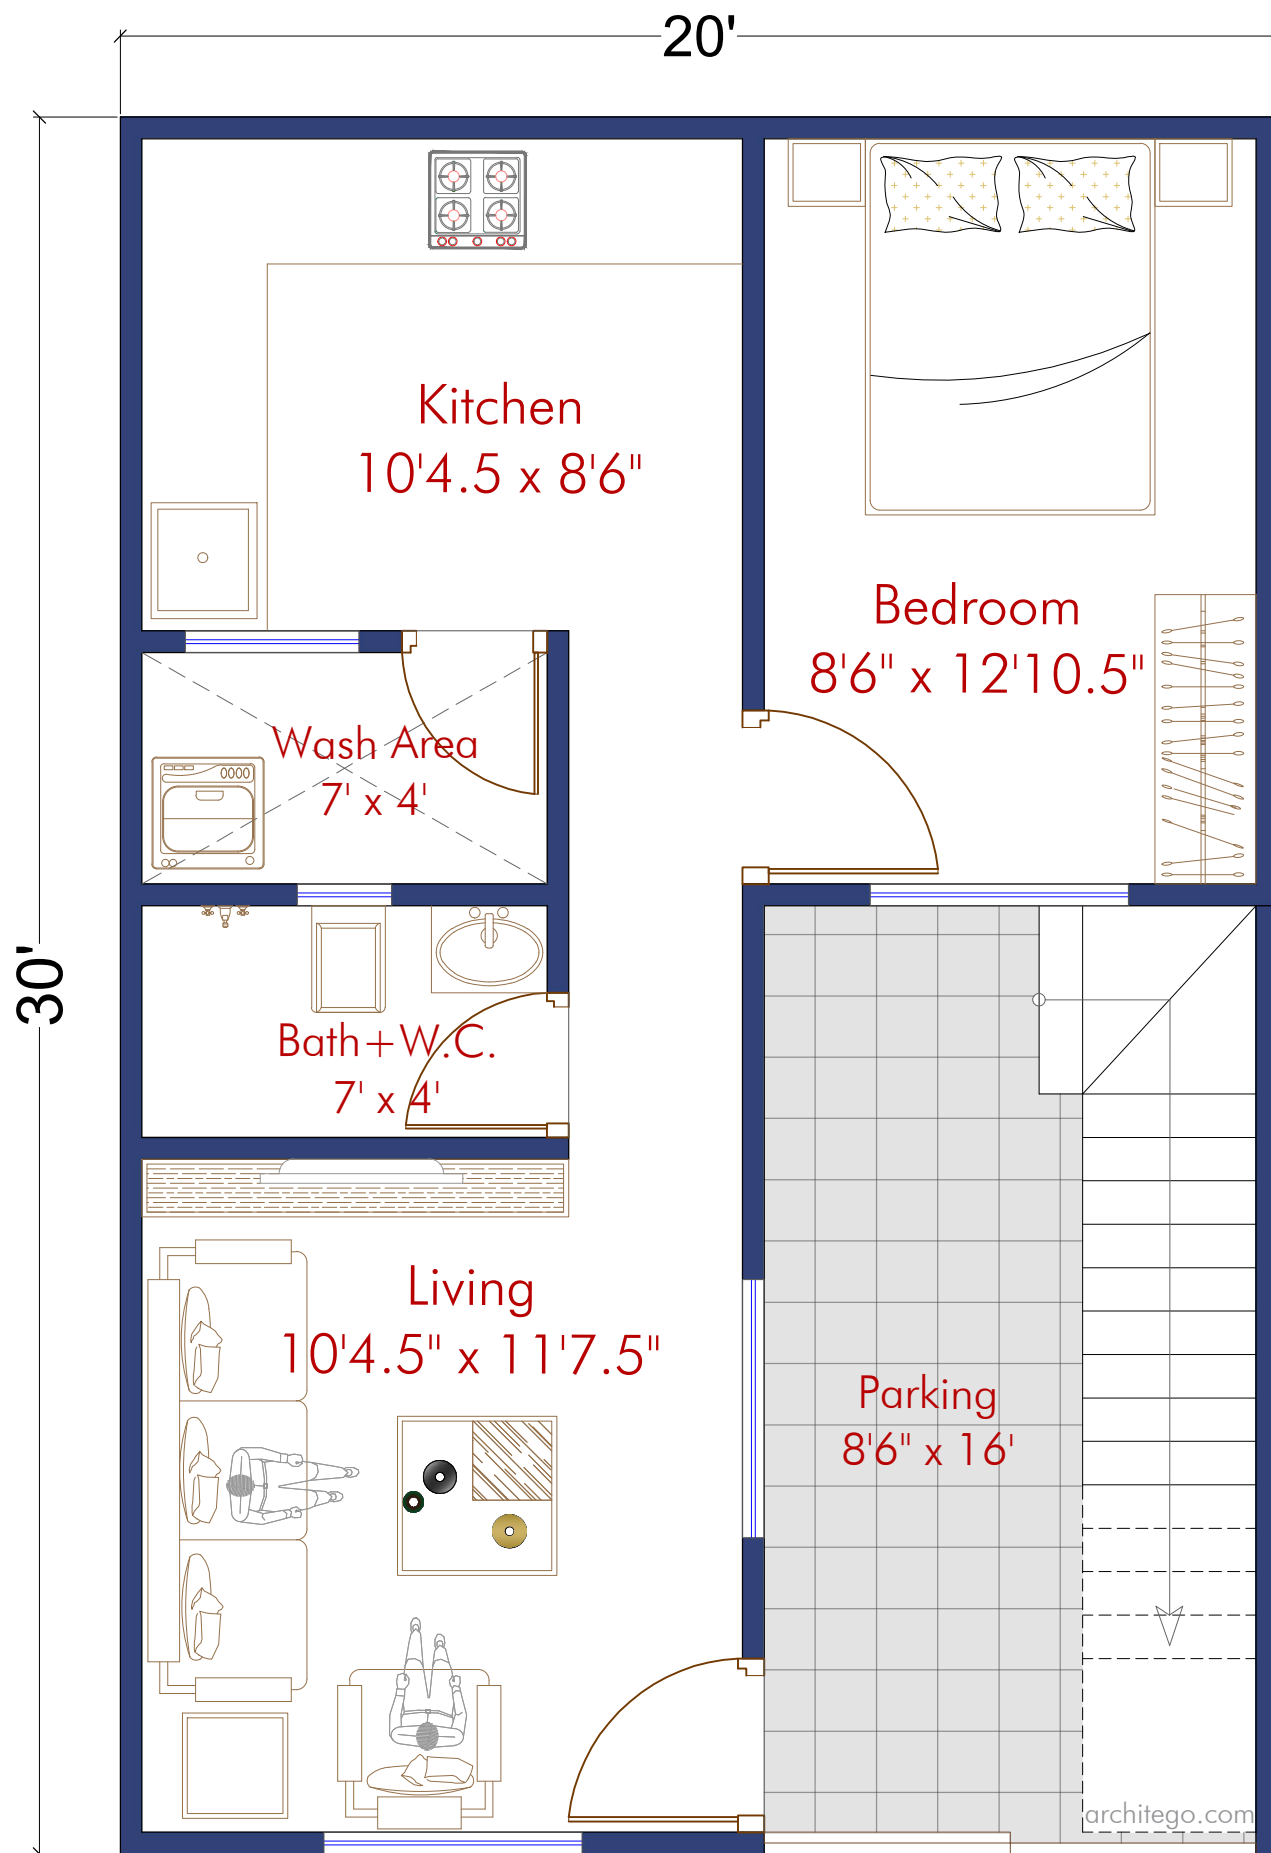 20'
30'
Kitchen
10'4.5 x 8'6"
Bedroom
8'6" x 12'10.5"
Wash Area
7' x 4'
Bath+W.C.
7' x 4'
Living
10'4.5" x 11'7.5"
Parking
8'6" x 16'
architego.com